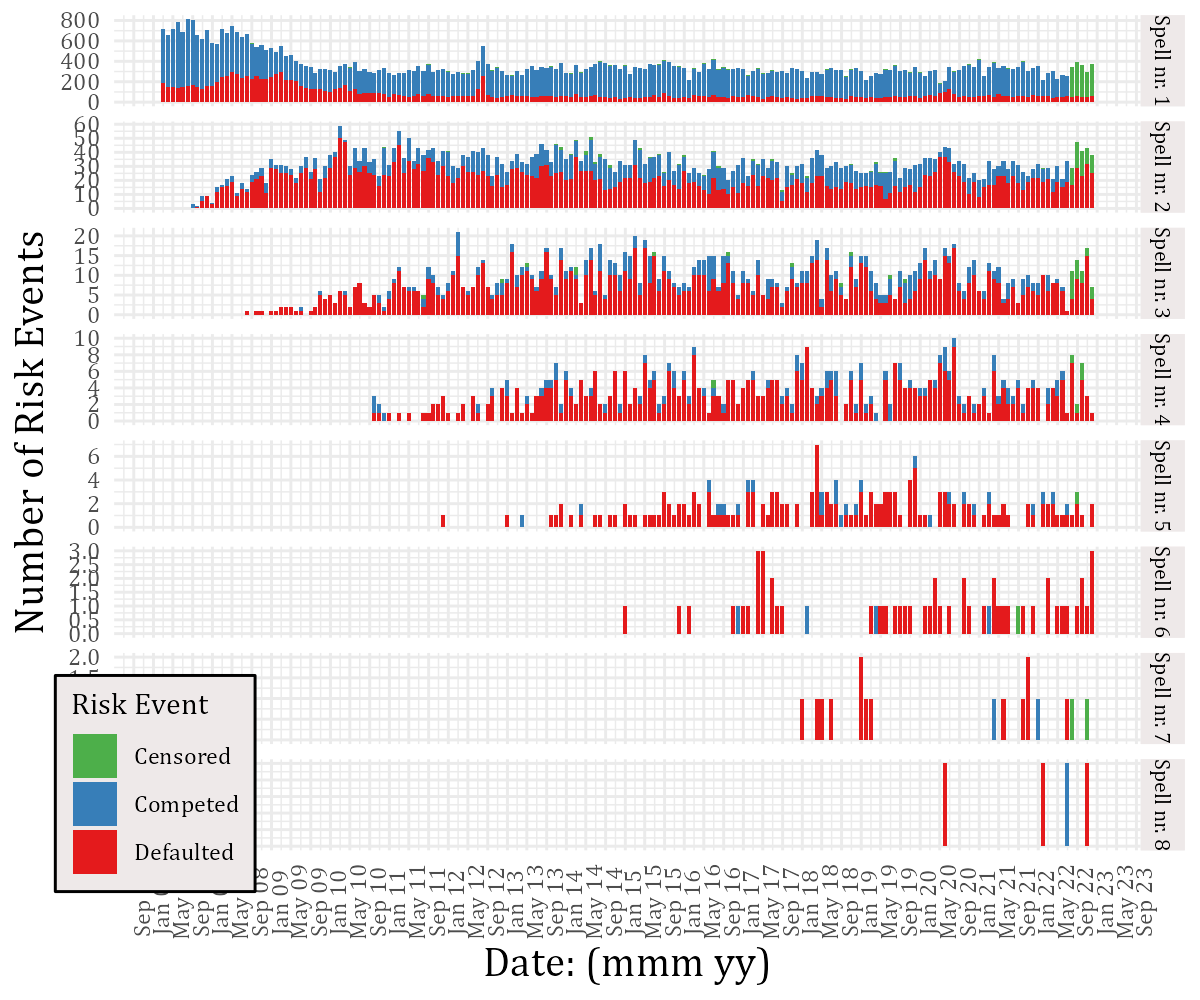 800
600
400
200
0
Spell nr. 1
60
50
40
30
20
10
0
Spell nr. 2
20
15
10
5
0
Spell nr. 3
10
8
6
4
2
0
Spell nr. 4
6
4
2
0
Spell nr. 5
3.0
2.5
2.0
1.5
1.0
0.5
0.0
Spell nr. 6
2.0
Spell nr. 7
Spell nr. 8
Number of Risk Events
Risk Event
Censored
Competed
Defaulted
Sep
Jan
May
Sep
Jan
May
Sep 08
Jan 09
May 09
Sep 09
Jan 10
May 10
Sep 10
Jan 11
May 11
Sep 11
Jan 12
May 12
Sep 12
Jan 13
May 13
Sep 13
Jan 14
May 14
Sep 14
Jan 15
May 15
Sep 15
Jan 16
May 16
Sep 16
Jan 17
May 17
Sep 17
Jan 18
May 18
Sep 18
Jan 19
May 19
Sep 19
Jan 20
May 20
Sep 20
Jan 21
May 21
Sep 21
Jan 22
May 22
Sep 22
Jan 23
May 23
Sep 23
Date: (mmm yy)